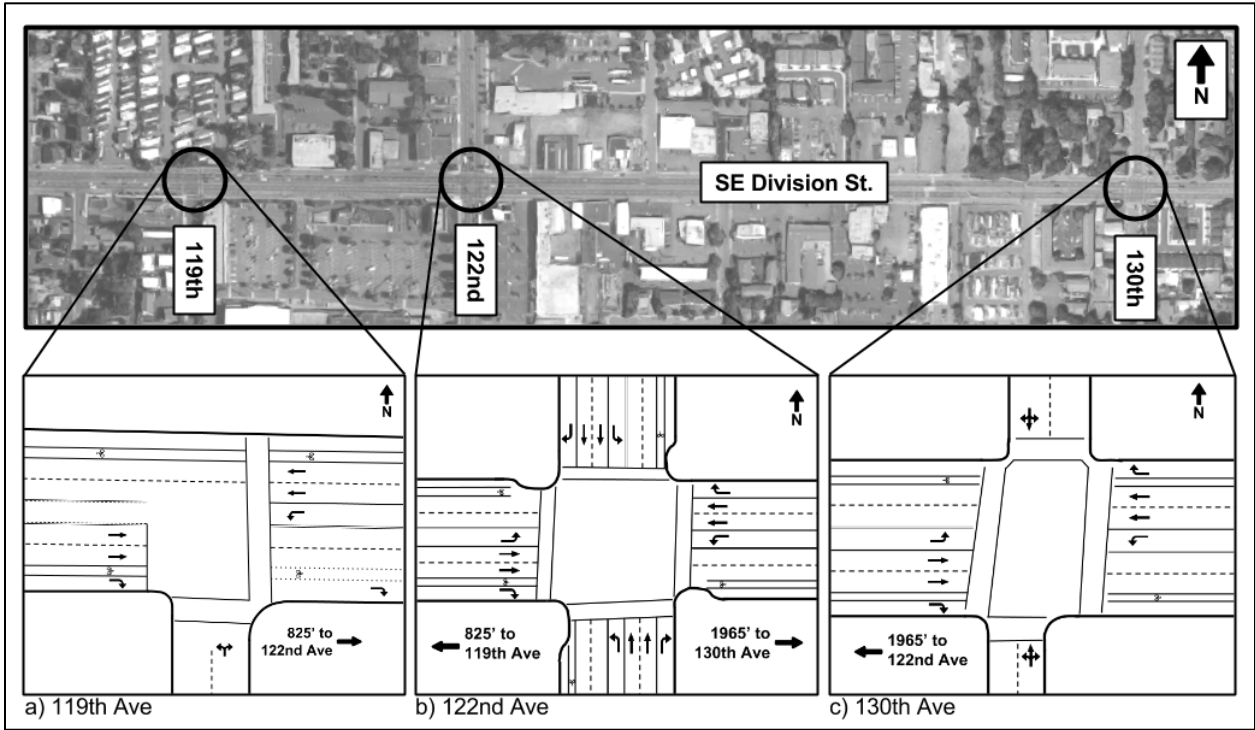 N
SE Division St.
119th
122nd
130th
N
825' to
122nd Ave
a) 119th Ave
N
825' to
119th Ave
1965' to
130th Ave
b) 122nd Ave
N
1965' to
122nd Ave
c) 130th Ave